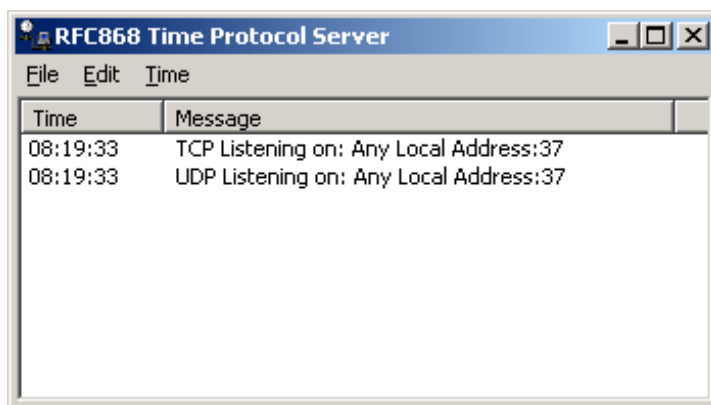 RFC868 Time Protocol Server
File Edit Time
Time Message
08:19:33 TCP Listening on: Any Local Address:37
08:19:33 UDP Listening on: Any Local Address:37